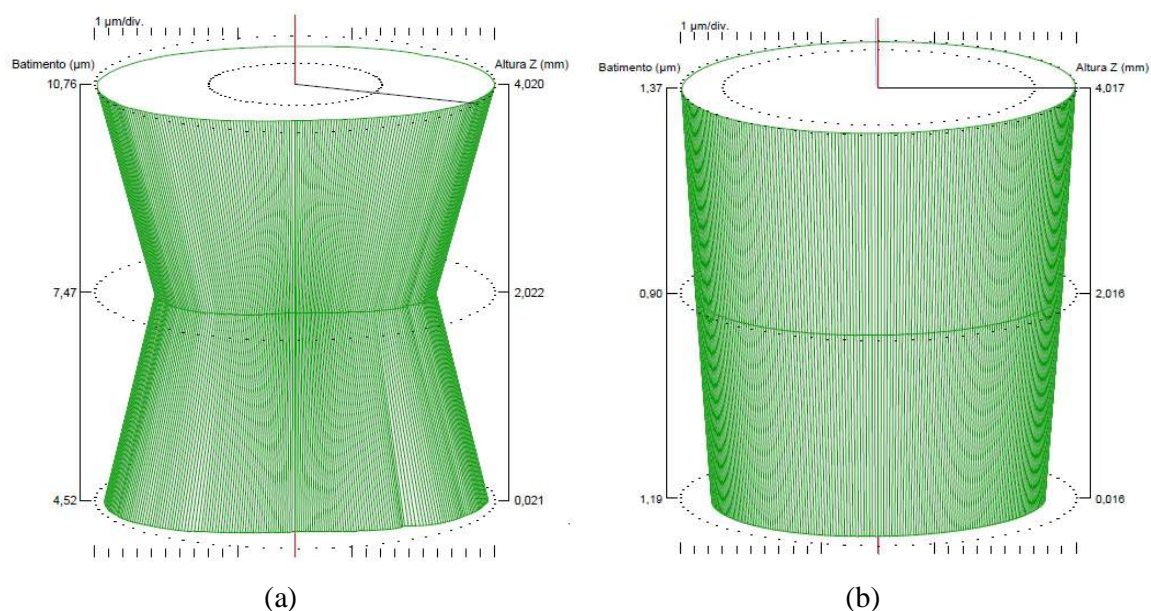 1 µm/div.
Batimento (µm)
Altura Z (mm)
10,76
4,020
7,47
2,022
4,52
0,021
(a)
1 µm/div.
Batimento (µm)
Altura Z (mm)
1,37
4,017
0,90
2,016
1,19
0,016
(b)